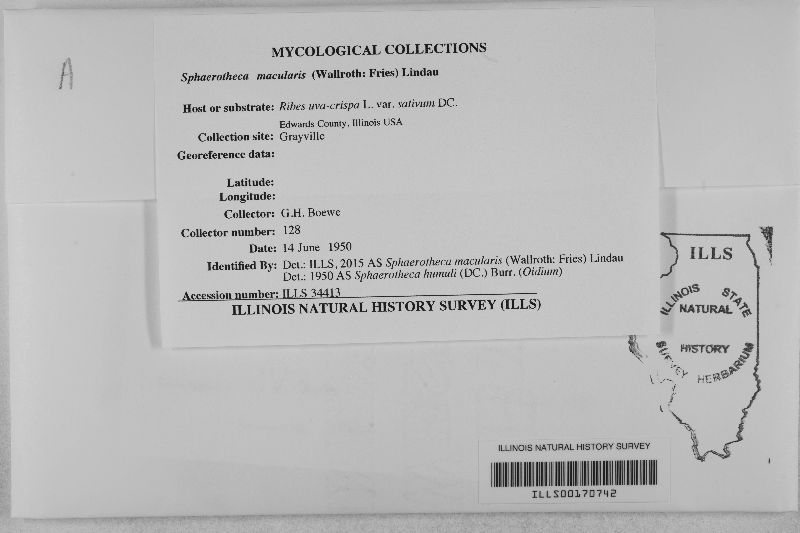 A
MYCOLOGICAL COLLECTIONS
Sphaerotheca macularis (Wallroth: Fries) Lindau
Host or substrate: Ribes uva-crispa L. var. sativum DC.
Edwards County, Illinois USA
Collection site: Grayville
Georeference data:
Latitude:
Longitude:
Collector: G.H. Boewe
Collector number: 128
Date: 14 June 1950
Identified By: Det.: ILLS, 2015 AS Sphaerotheca macularis (Wallroth: Fries) Lindau
Det.: 1950 AS Sphaerotheca humuli (DC.) Burr. (Oidium)
Accession number: ILLS 34413
ILLINOIS NATURAL HISTORY SURVEY (ILLS)
ILLS
ILLINOIS STATE
NATURAL
HISTORY
SURVEY HERBARIUM
ILLINOIS NATURAL HISTORY SURVEY
ILLS00170742